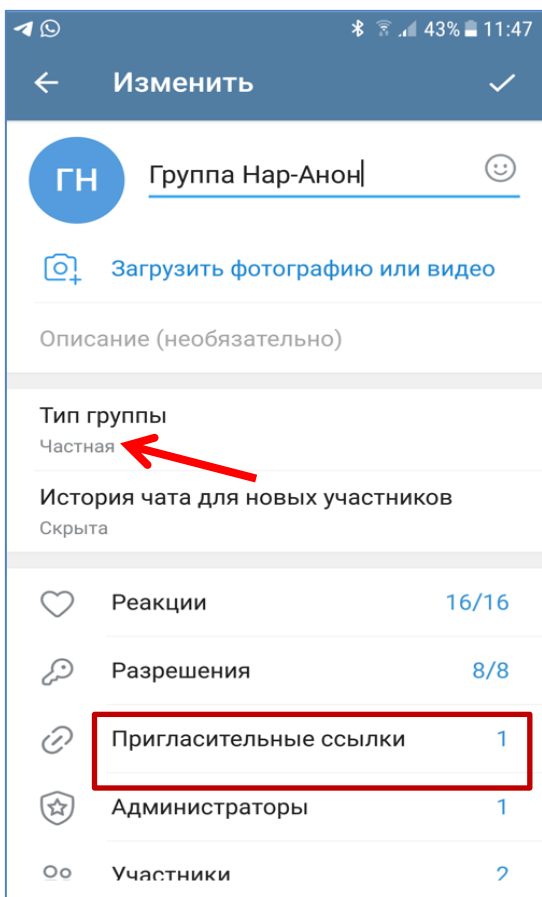 43% 11:47
Изменить
ГН
Группа Нар-Анон
Загрузить фотографию или видео
Описание (необязательно)
Тип группы
Частная
История чата для новых участников
Скрыта
Реакции 16/16
Разрешения 8/8
Пригласительные ссылки 1
Администраторы 1
Участники 2